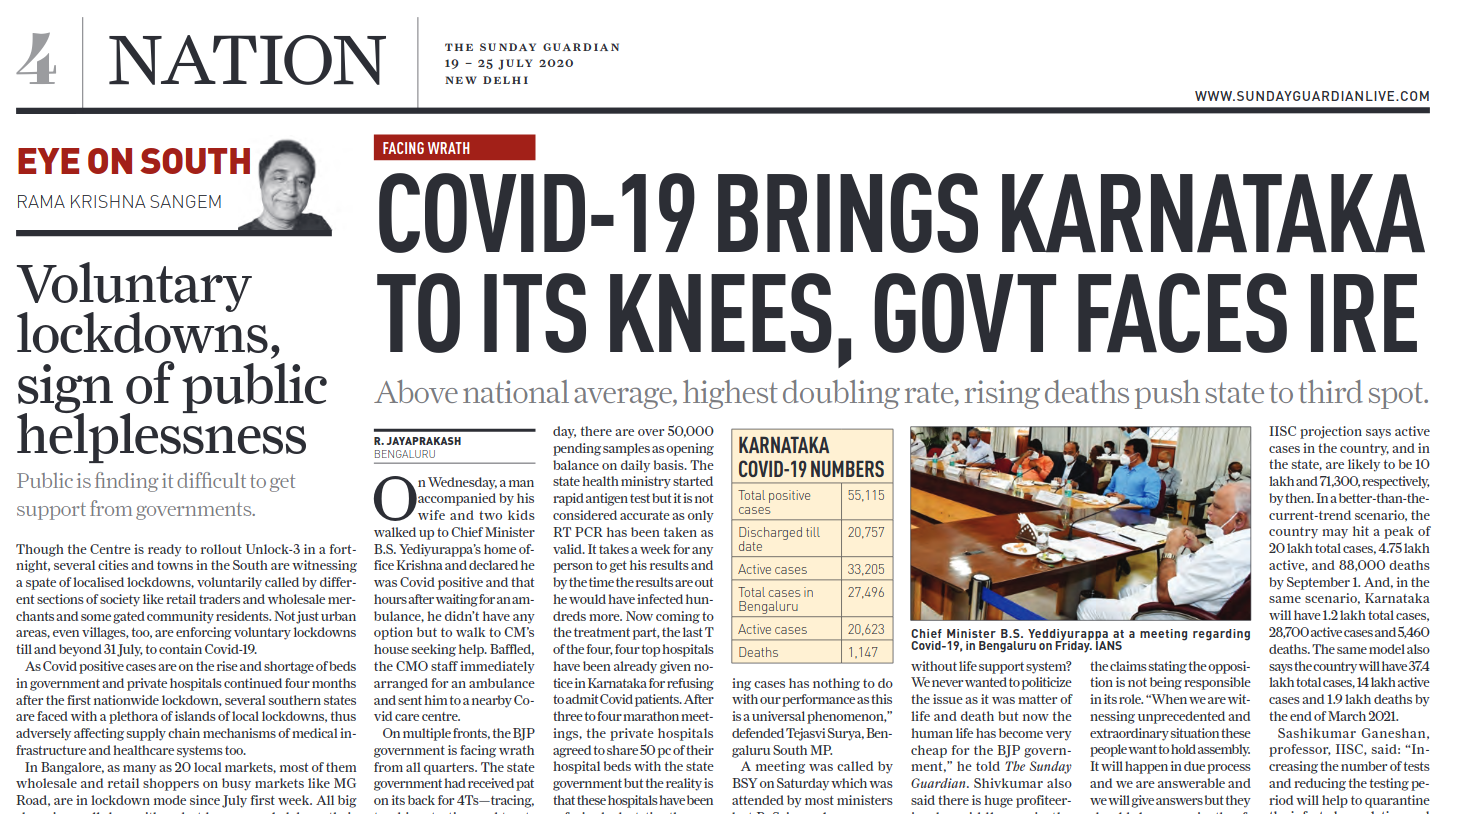 4
NATION
THE SUNDAY GUARDIAN
19 – 25 JULY 2020
NEW DELHI
WWW.SUNDAYGUARDIANLIVE.COM
EYE ON SOUTH
RAMA KRISHNA SANGEM
Voluntary
lockdowns,
sign of public
helplessness
Public is finding it difficult to get
support from governments.
Though the Centre is ready to rollout Unlock-3 in a fort-
night, several cities and towns in the South are witnessing
a spate of localised lockdowns, voluntarily called by differ-
ent sections of society like retail traders and wholesale mer-
chants and some gated community residents. Not just urban
areas, even villages, too, are enforcing voluntary lockdowns
till and beyond 31 July, to contain Covid-19.
As Covid positive cases are on the rise and shortage of beds
in government and private hospitals continued four months
after the first nationwide lockdown, several southern states
are faced with a plethora of islands of local lockdowns, thus
adversely affecting supply chain mechanisms of medical in-
frastructure and healthcare systems too.
In Bangalore, as many as 20 local markets, most of them
wholesale and retail shoppers on busy markets like MG
Road, are in lockdown mode since July first week. All big
FACING WRATH
COVID-19 BRINGS KARNATAKA
TO ITS KNEES, GOVT FACES IRE
Above national average, highest doubling rate, rising deaths push state to third spot.
R. JAYAPRAKASH
BENGALURU
On Wednesday, a man
accompanied by his
wife and two kids
walked up to Chief Minister
B.S. Yediyurappa's home of-
fice Krishna and declared he
was Covid positive and that
hours after waiting for an am-
bulance, he didn't have any
option but to walk to CM's
house seeking help. Baffled,
the CMO staff immediately
arranged for an ambulance
and sent him to a nearby Co-
vid care centre.
On multiple fronts, the BJP
government is facing wrath
from all quarters. The state
government had received pat
on its back for 4Ts—tracing,
day, there are over 50,000
pending samples as opening
balance on daily basis. The
state health ministry started
rapid antigen test but it is not
considered accurate as only
RT PCR has been taken as
valid. It takes a week for any
person to get his results and
by the time the results are out
he would have infected hun-
dreds more. Now coming to
the treatment part, the last T
of the four, four top hospitals
have been already given no-
tice in Karnataka for refusing
to admit Covid patients. After
three to four marathon meet-
ings, the private hospitals
agreed to share 50 pc of their
hospital beds with the state
government but the reality is
that these hospitals have been
KARNATAKA
COVID-19 NUMBERS
Total positive 55,115
cases
Discharged till 20,757
date
Active cases 33,205
Total cases in 27,496
Bengaluru
Active cases 20,623
Deaths 1,147
ing cases has nothing to do
with our performance as this
is a universal phenomenon,"
defended Tejasvi Surya, Ben-
galuru South MP.
A meeting was called by
BSY on Saturday which was
attended by most ministers
Chief Minister B.S. Yeddiyurappa at a meeting regarding
Covid-19, in Bengaluru on Friday. IANS
without life support system?
We never wanted to politicize
the issue as it was matter of
life and death but now the
human life has become very
cheap for the BJP govern-
ment," he told The Sunday
Guardian. Shivkumar also
said there is huge profiteer-
the claims stating the opposi-
tion is not being responsible
in its role. "When we are wit-
nessing unprecedented and
extraordinary situation these
people want to hold assembly.
It will happen in due process
and we are answerable and
we will give answers but they
IISC projection says active
cases in the country, and in
the state, are likely to be 10
lakh and 71,300, respectively,
by then. In a better-than-the-
current-trend scenario, the
country may hit a peak of
20 lakh total cases, 4.75 lakh
active, and 88,000 deaths
by September 1. And, in the
same scenario, Karnataka
will have 1.2 lakh total cases,
28,700 active cases and 5,460
deaths. The same model also
says the country will have 37.4
lakh total cases, 14 lakh active
cases and 1.9 lakh deaths by
the end of March 2021.
Sashikumar Ganeshan,
professor, IISC, said: "In-
creasing the number of tests
and reducing the testing pe-
riod will help to quarantine